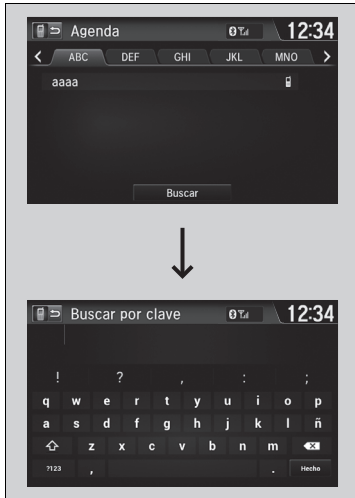 Agenda 12:34
ABC DEF GHI JKL MNO
aaaa
Buscar
Buscar por clave 12:34
! ? , : ;
q w e r t y u i o p
a s d f g h j k l ñ
z x c v b n m
?123 , . Hecho